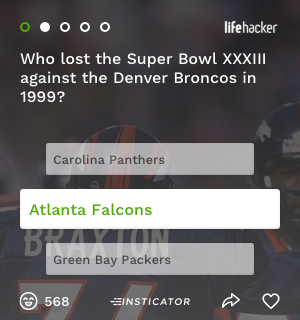 lifehacker
Who lost the Super Bowl XXXIII
against the Denver Broncos in
1999?
Carolina Panthers
Atlanta Falcons
BRAXTON
Green Bay Packers
568
INSTICATOR